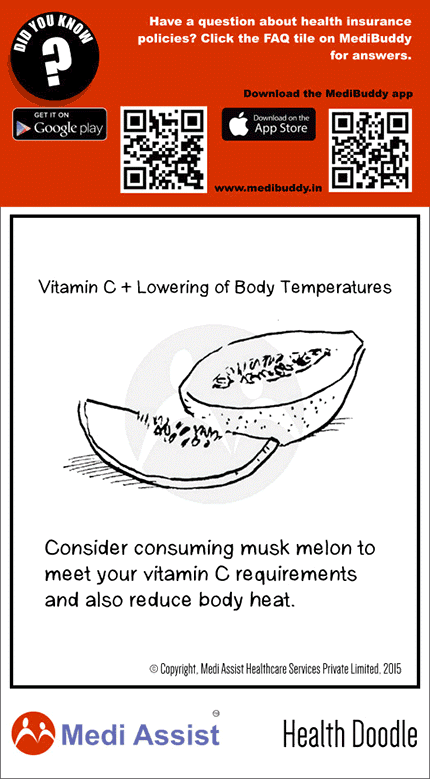 DID YOU KNOW
?
Have a question about health insurance
policies? Click the FAQ tile on MediBuddy
for answers.
Download the MediBuddy app
GET IT ON
Google play
Download on the
App Store
www.medibuddy.in
Vitamin C + Lowering of Body Temperatures
Consider consuming musk melon to
meet your vitamin C requirements
and also reduce body heat.
© Copyright, Medi Assist Healthcare Services Private Limited, 2015
Medi Assist
Health Doodle